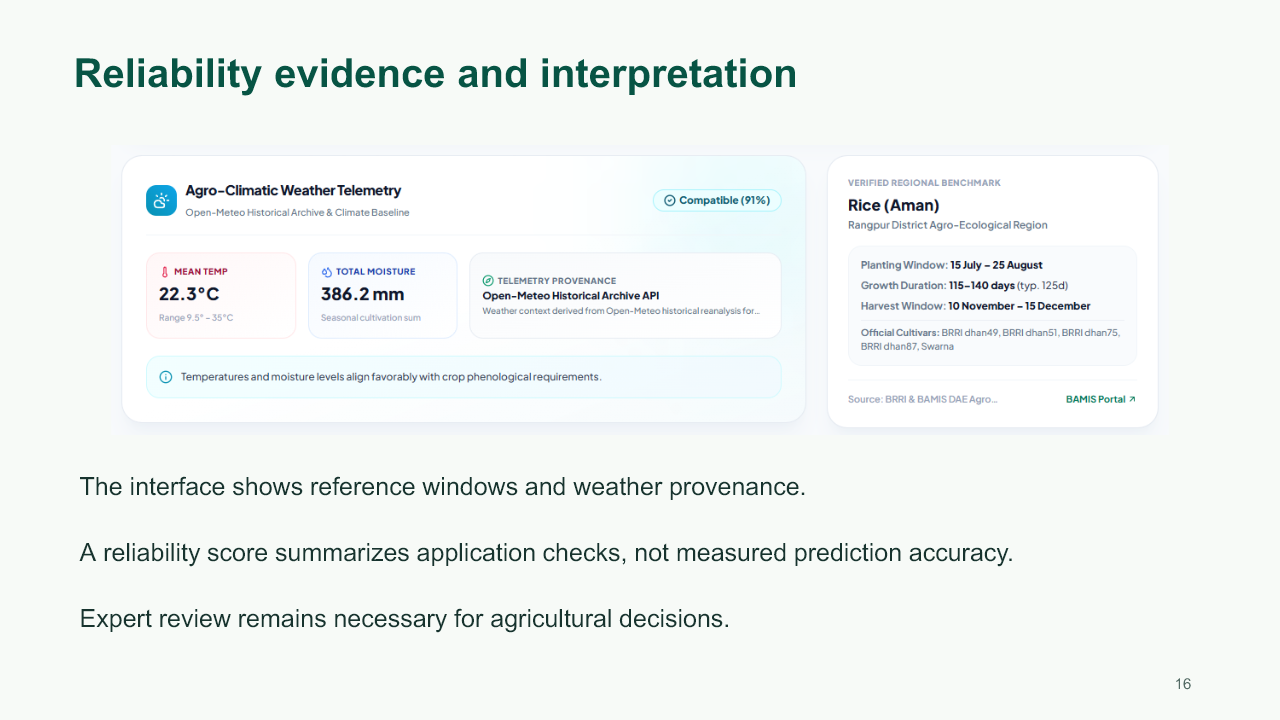 Reliability evidence and interpretation
Agro-Climatic Weather Telemetry
Open-Meteo Historical Archive & Climate Baseline
Compatible (91%)
MEAN TEMP
22.3°C
Range 9.5° – 35°C
TOTAL MOISTURE
386.2 mm
Seasonal cultivation sum
TELEMETRY PROVENANCE
Open-Meteo Historical Archive API
Weather context derived from Open-Meteo historical reanalysis for...
Temperatures and moisture levels align favorably with crop phenological requirements.
VERIFIED REGIONAL BENCHMARK
Rice (Aman)
Rangpur District Agro-Ecological Region
Planting Window: 15 July – 25 August
Growth Duration: 115–140 days (typ. 125d)
Harvest Window: 10 November – 15 December
Official Cultivars: BRRI dhan49, BRRI dhan51, BRRI dhan75,
BRRI dhan87, Swarna
Source: BRRI & BAMIS DAE Agro...
BAMIS Portal ↗
The interface shows reference windows and weather provenance.
A reliability score summarizes application checks, not measured prediction accuracy.
Expert review remains necessary for agricultural decisions.
16